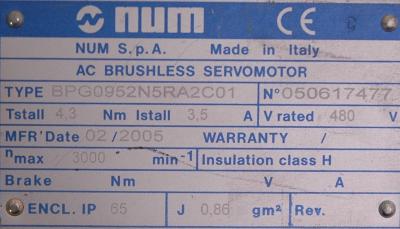 num CE
NUM S.p.A. Made in Italy
AC BRUSHLESS SERVOMOTOR
TYPE BPG0952N5RA2C01 N° 050617477
Tstall 4,3 Nm Istall 3,5 A V rated 480 V
MFR'Date 02/2005 WARRANTY /
nmax 3000 min-1 Insulation class H
Brake Nm V A
ENCL. IP 65 J 0,86 gm² Rev.